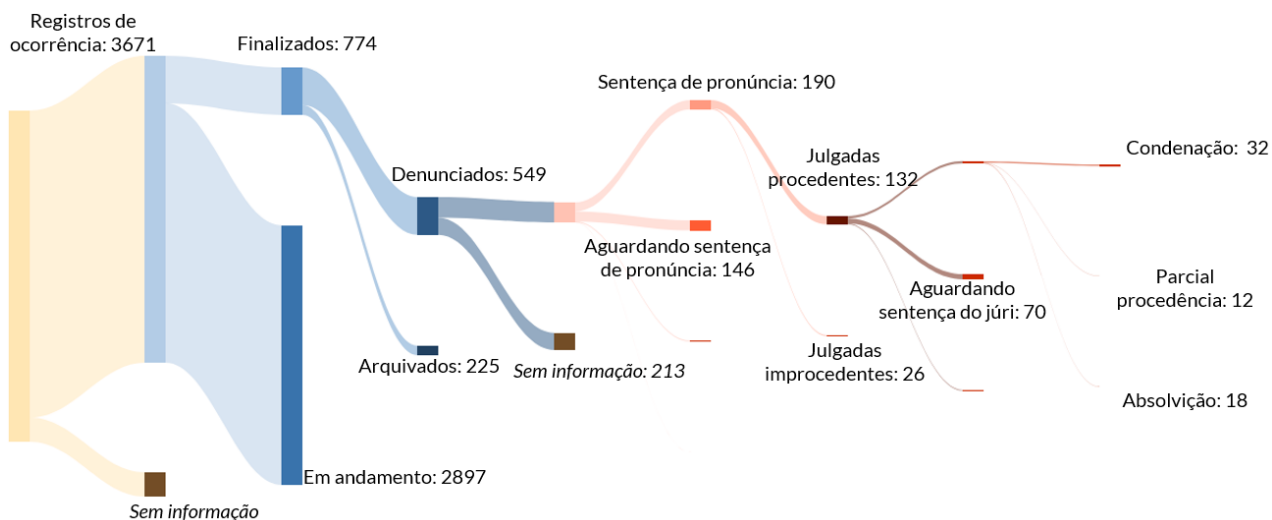 Registros de
ocorrência: 3671
Finalizados: 774
Sentença de pronúncia: 190
Denunciados: 549
Julgadas
procedentes: 132
Condenação: 32
Aguardando sentença
de pronúncia: 146
Aguardando
sentença do júri: 70
Parcial
procedência: 12
Arquivados: 225
Sem informação: 213
Julgadas
improcedentes: 26
Absolvição: 18
Em andamento: 2897
Sem informação